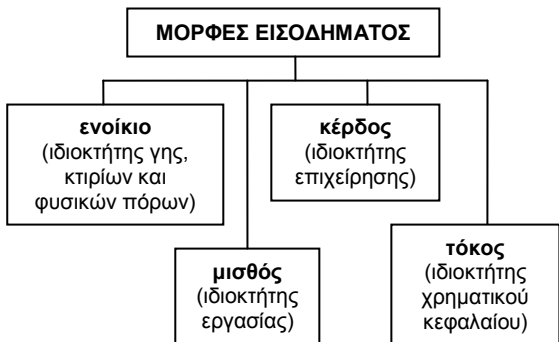 ΜΟΡΦΕΣ ΕΙΣΟΔΗΜΑΤΟΣ
ενοίκιο
(ιδιοκτήτης γης,
κτιρίων και
φυσικών πόρων)
κέρδος
(ιδιοκτήτης
επιχείρησης)
μισθός
(ιδιοκτήτης
εργασίας)
τόκος
(ιδιοκτήτης
χρηματικού
κεφαλαίου)